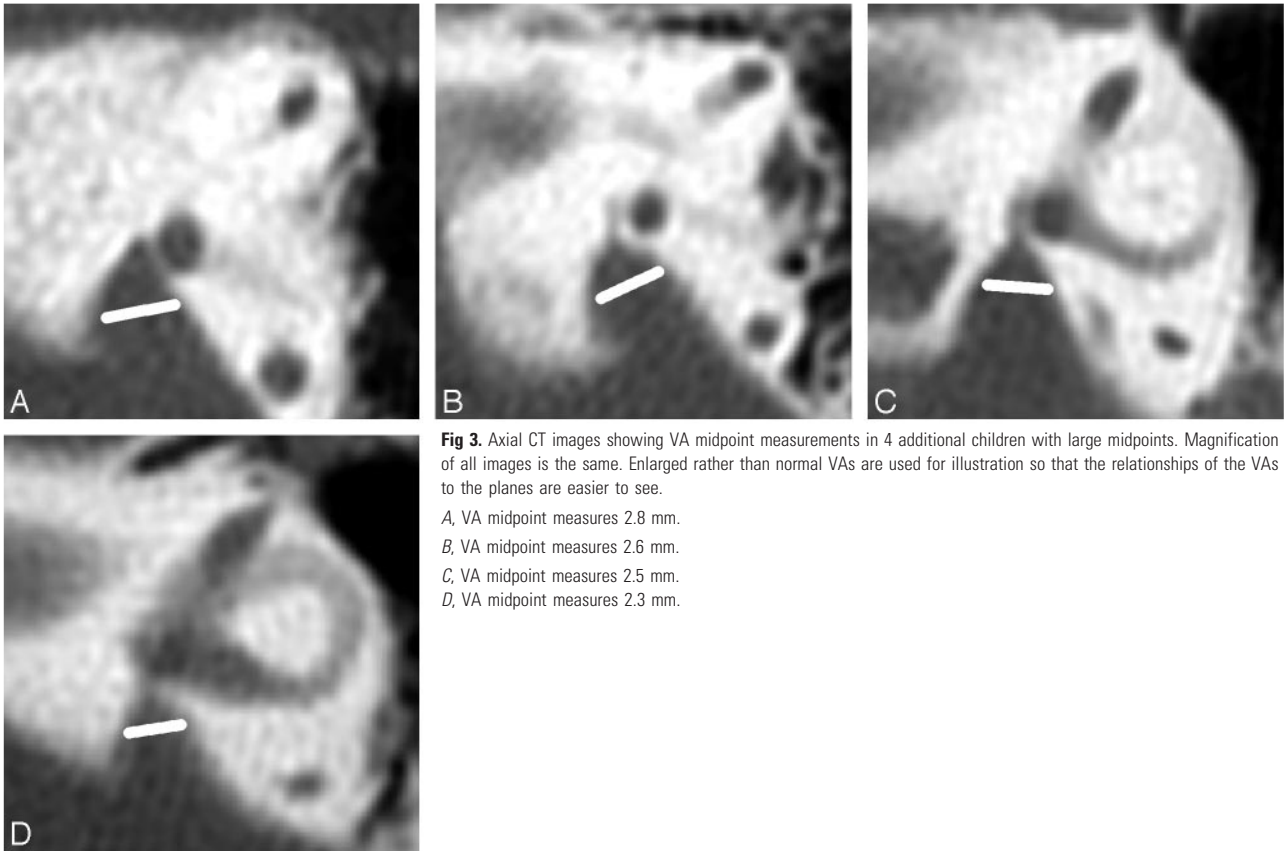 A
B
C
Fig 3. Axial CT images showing VA midpoint measurements in 4 additional children with large midpoints. Magnification
of all images is the same. Enlarged rather than normal VAs are used for illustration so that the relationships of the VAs
to the planes are easier to see.
A, VA midpoint measures 2.8 mm.
B, VA midpoint measures 2.6 mm.
C, VA midpoint measures 2.5 mm.
D, VA midpoint measures 2.3 mm.
D